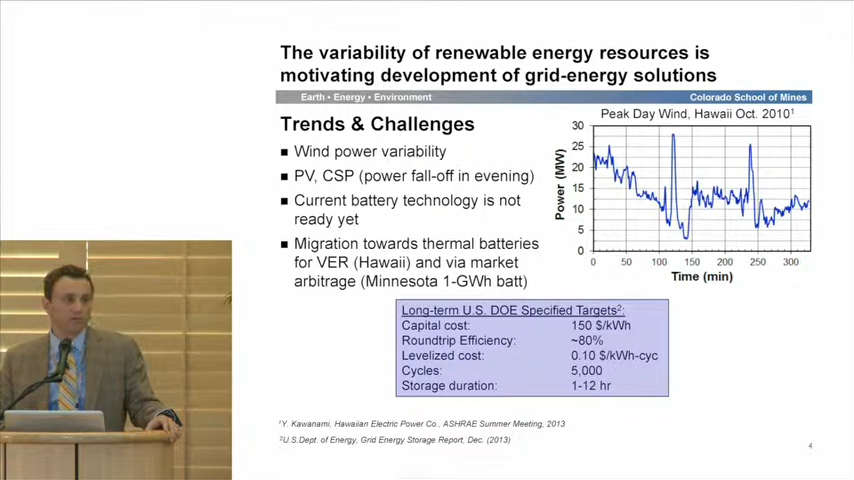 The variability of renewable energy resources is
motivating development of grid-energy solutions
Earth • Energy • Environment
Colorado School of Mines
Trends & Challenges
■ Wind power variability
■ PV, CSP (power fall-off in evening)
■ Current battery technology is not
ready yet
■ Migration towards thermal batteries
for VER (Hawaii) and via market
arbitrage (Minnesota 1-GWh batt)
Peak Day Wind, Hawaii Oct. 2010¹
Power (MW)
30
25
20
15
10
5
0
0 50 100 150 200 250 300
Time (min)
Long-term U.S. DOE Specified Targets²:
Capital cost: 150 $/kWh
Roundtrip Efficiency: ~80%
Levelized cost: 0.10 $/kWh-cyc
Cycles: 5,000
Storage duration: 1-12 hr
¹Y. Kawanami, Hawaiian Electric Power Co., ASHRAE Summer Meeting, 2013
²U.S.Dept. of Energy, Grid Energy Storage Report, Dec. (2013)
4